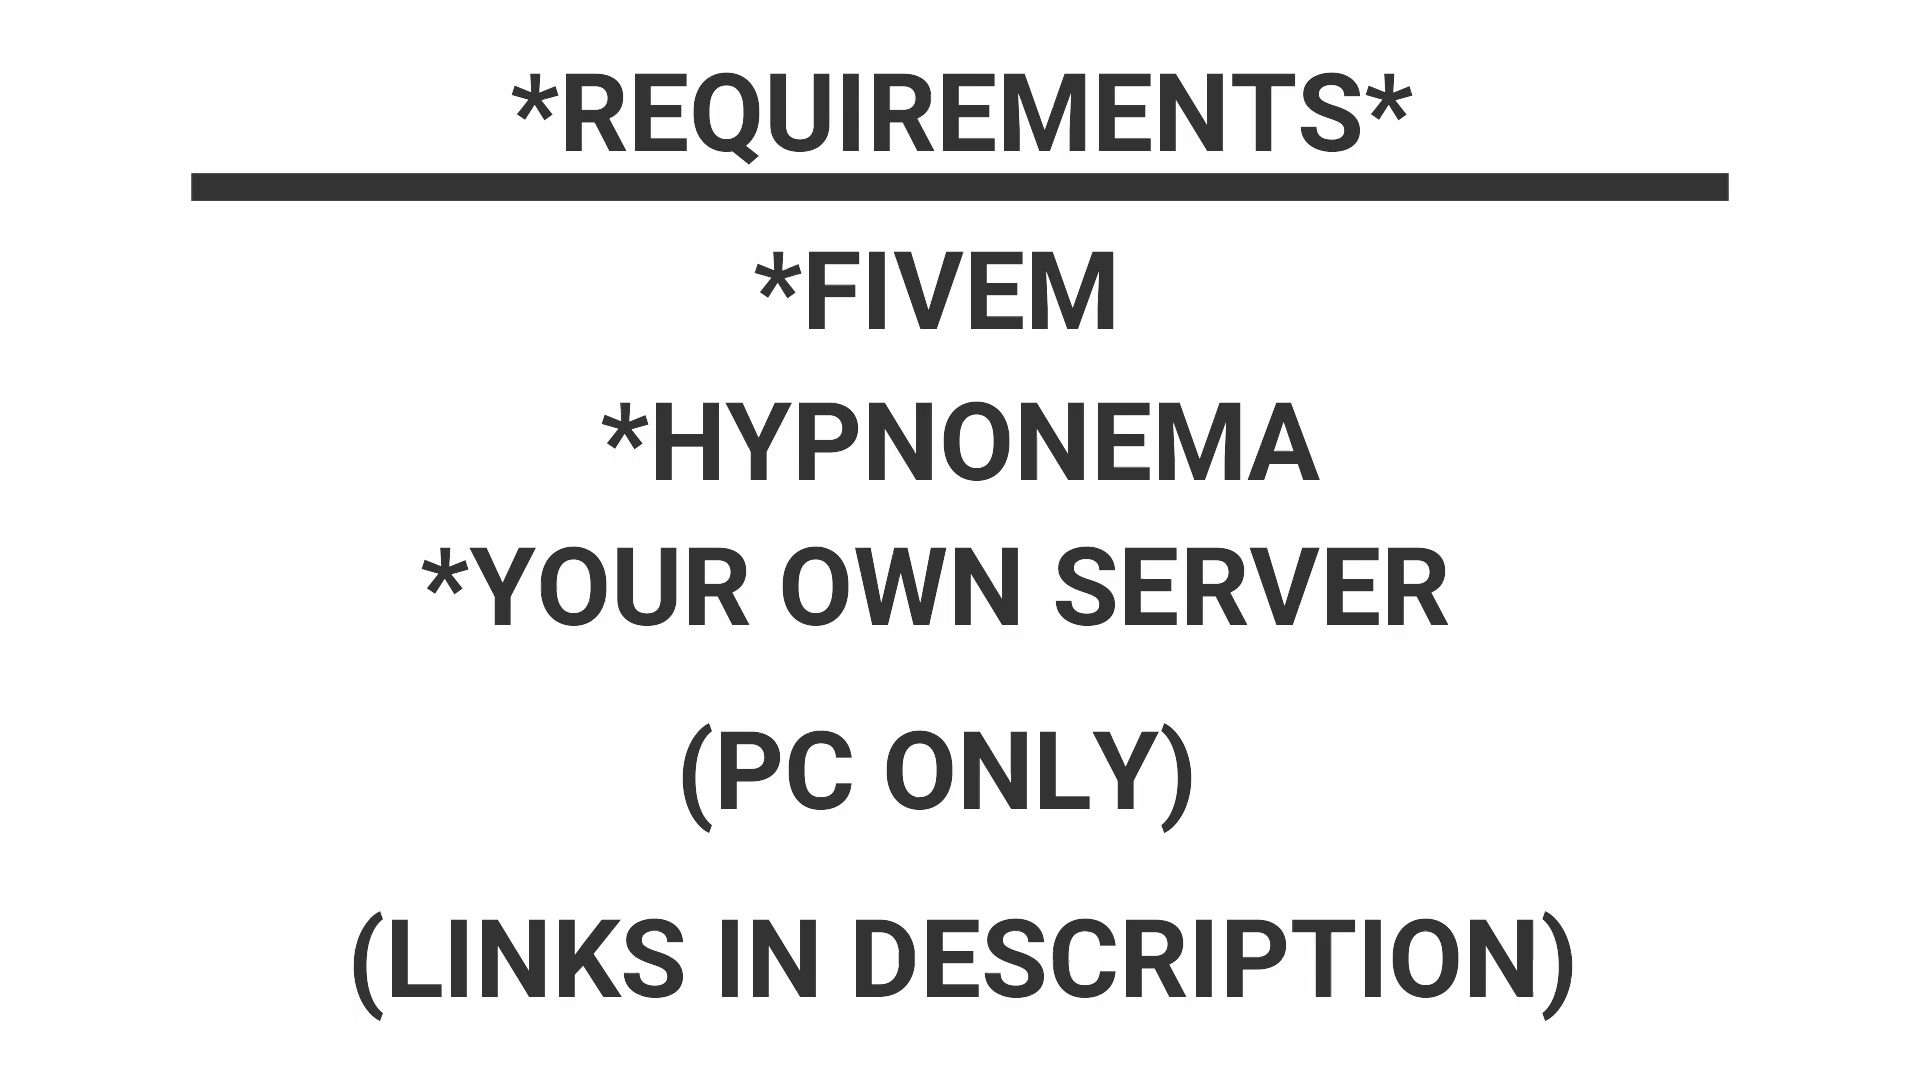 *REQUIREMENTS*
*FIVEM
*HYPNONEMA
*YOUR OWN SERVER
(PC ONLY)
(LINKS IN DESCRIPTION)